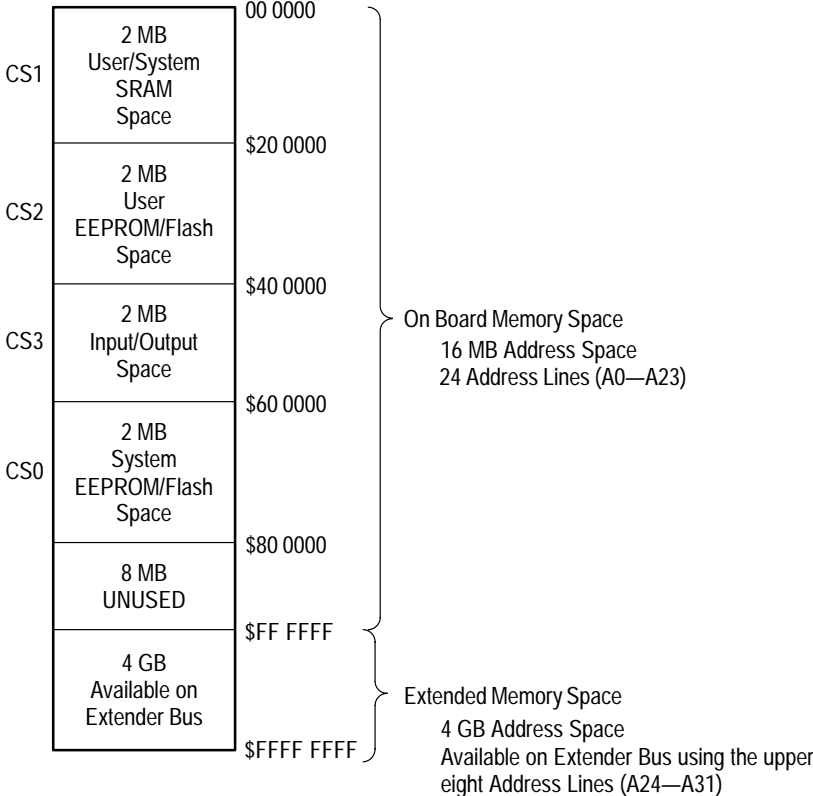 00 0000
CS1
2 MB
User/System
SRAM
Space
$20 0000
CS2
2 MB
User
EEPROM/Flash
Space
$40 0000
CS3
2 MB
Input/Output
Space
$60 0000
CS0
2 MB
System
EEPROM/Flash
Space
$80 0000
8 MB
UNUSED
$FF FFFF
4 GB
Available on
Extender Bus
$FFFF FFFF
On Board Memory Space
16 MB Address Space
24 Address Lines (A0—A23)
Extended Memory Space
4 GB Address Space
Available on Extender Bus using the upper
eight Address Lines (A24—A31)